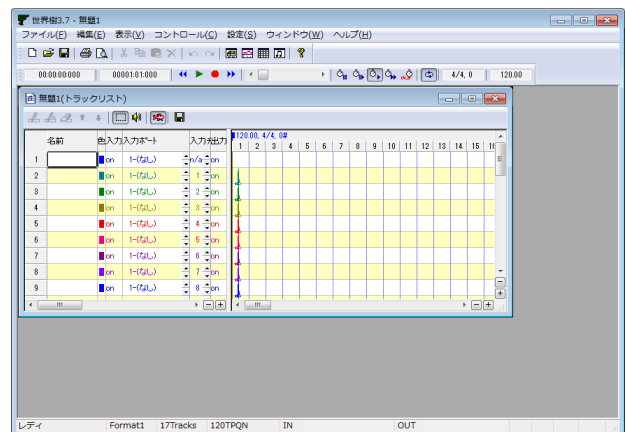 世界樹3.7 - 無題1
ファイル(F) 編集(E) 表示(V) コントロール(C) 設定(S) ウィンドウ(W) ヘルプ(H)
00:00:00:000 00001:01:000 4/4, 0 120.00
無題1(トラックリスト)
名前 色 入力 入力ポート 入力 出力
120.00, 4/4, 0#
1 2 3 4 5 6 7 8 9 10 11 12 13 14 15
1 on 1-(なし) n/a on
2 on 1-(なし) 1 on
3 on 1-(なし) 2 on
4 on 1-(なし) 3 on
5 on 1-(なし) 4 on
6 on 1-(なし) 5 on
7 on 1-(なし) 6 on
8 on 1-(なし) 7 on
9 on 1-(なし) 8 on
レディ Format1 17Tracks 120TPQN IN OUT